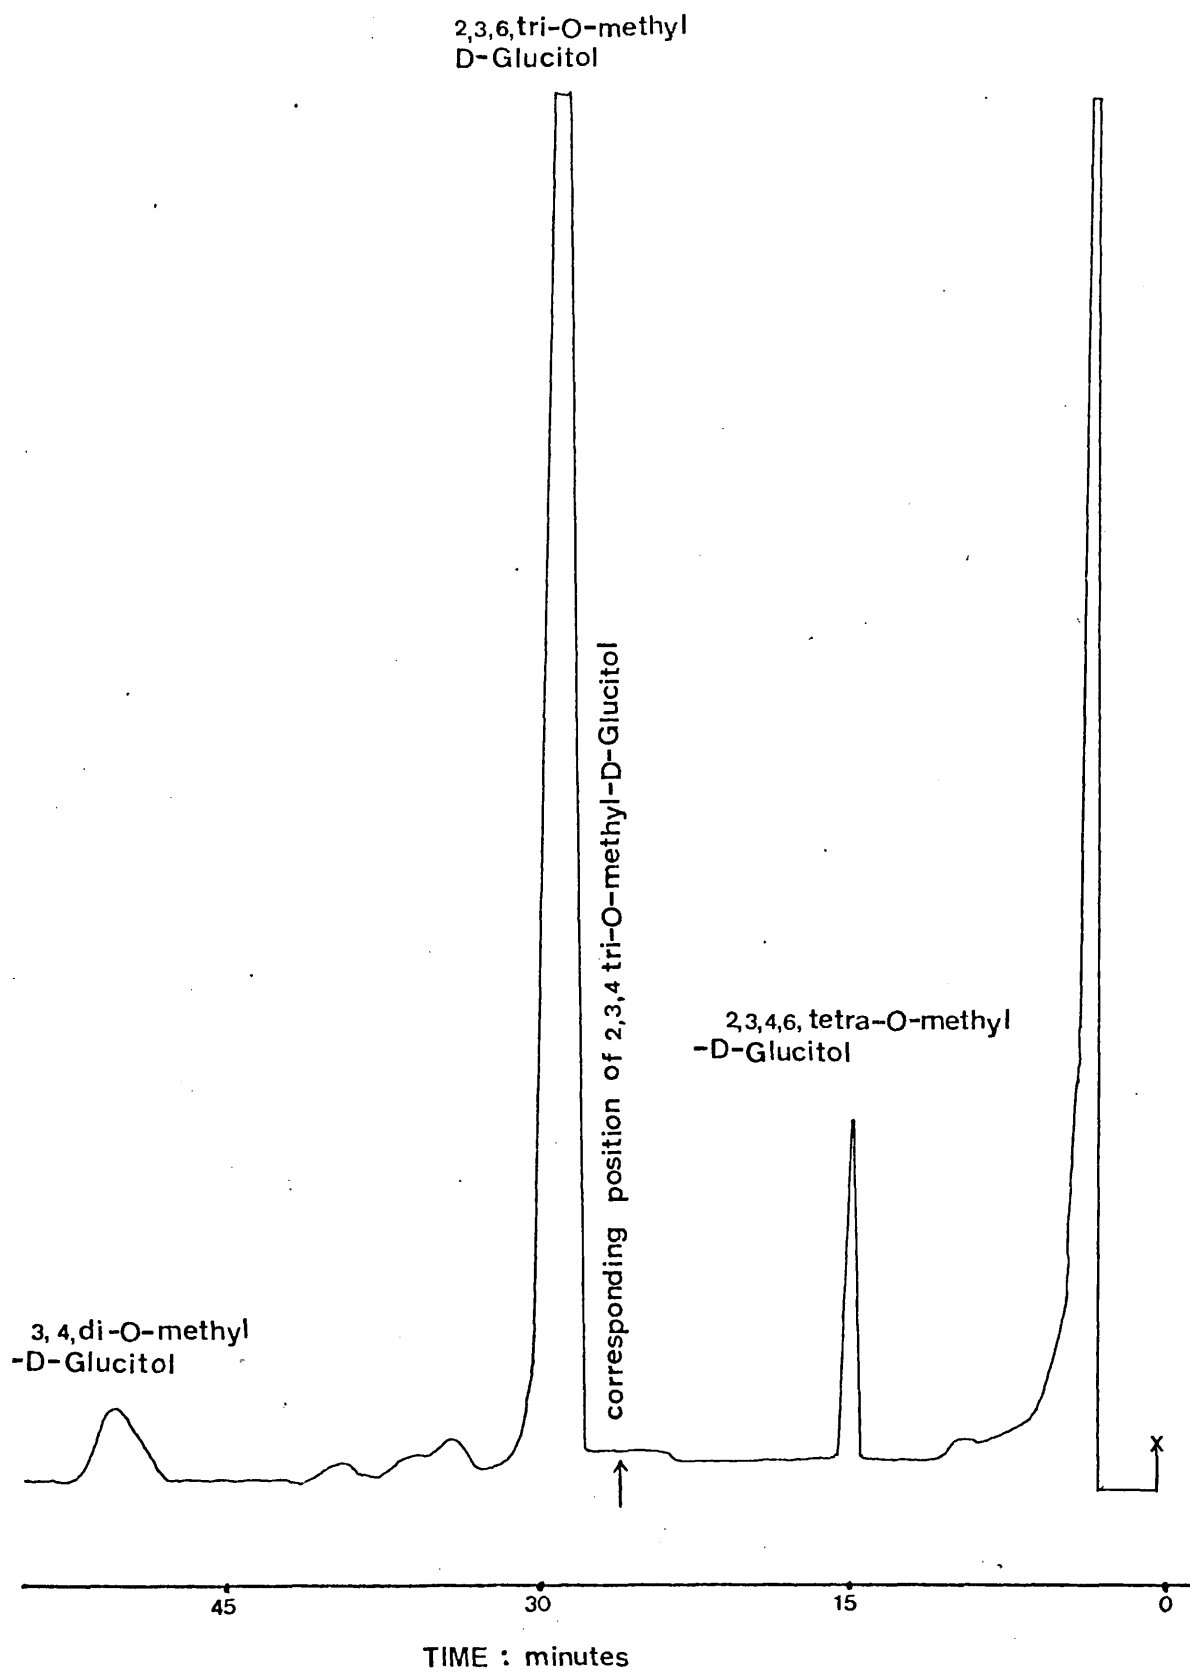 2,3,6,tri-O-methyl
D-Glucitol
corresponding position of 2,3,4 tri-O-methyl-D-Glucitol
2,3,4,6, tetra-O-methyl
-D-Glucitol
3, 4,di-O-methyl
-D-Glucitol
x
45 30 15 0
TIME : minutes